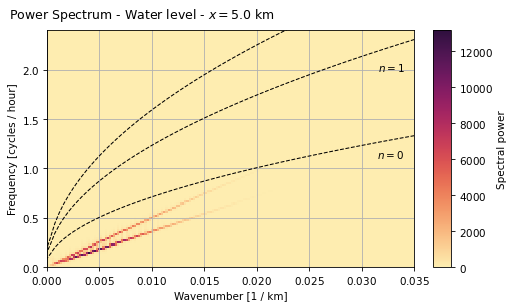 Power Spectrum - Water level - x = 5.0 km
Frequency [cycles / hour]
2.0
1.5
1.0
0.5
0.0
n = 1
n = 0
0.000 0.005 0.010 0.015 0.020 0.025 0.030 0.035
Wavenumber [1 / km]
12000
10000
8000
6000
4000
2000
0
Spectral power